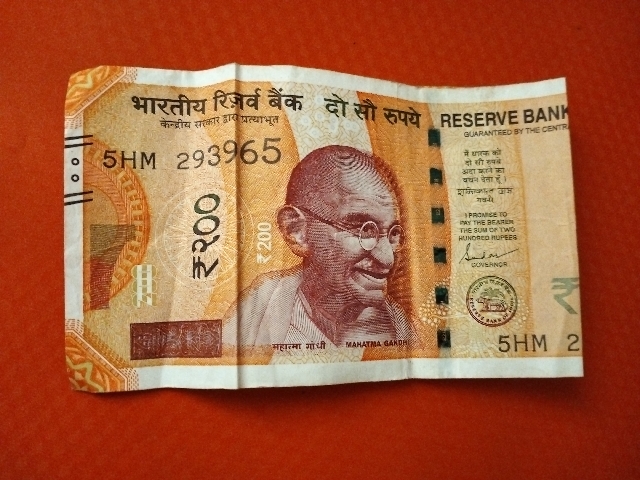 भारतीय रिज़र्व बैंक दो सौ रुपये RESERVE BANK
केन्द्रीय सरकार द्वारा प्रत्याभूत GUARANTEED BY THE CENTRA
5HM 293965
मैं धारक को
दो सौ रुपये
अदा करने का
वचन देता हूँ।
₹२००
₹200
I PROMISE TO
PAY THE BEARER
THE SUM OF TWO
HUNDRED RUPEES
GOVERNOR
₹
महात्मा गांधी MAHATMA GANDHI
5HM 2